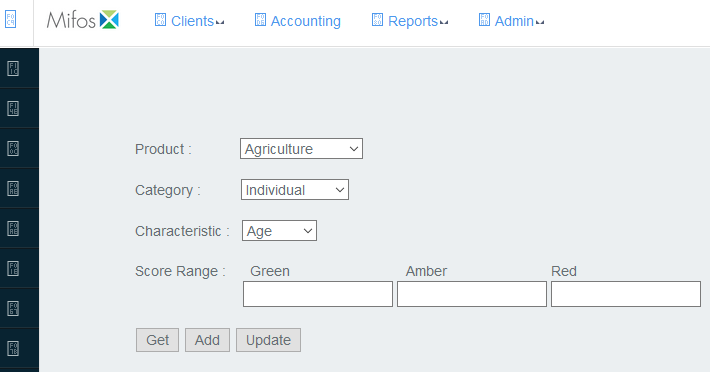 Mifos Clients Accounting Reports Admin
Product : Agriculture
Category : Individual
Characteristic : Age
Score Range : Green Amber Red
Get Add Update